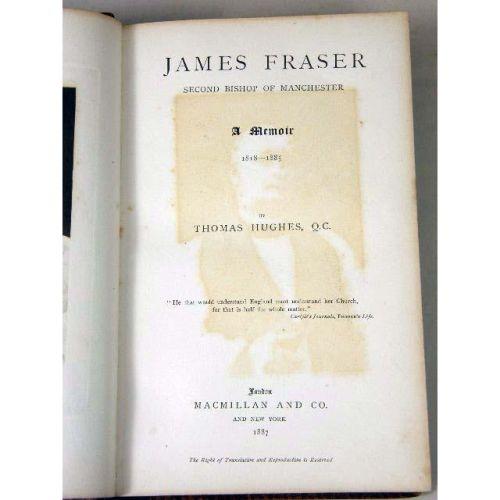 JAMES FRASER
SECOND BISHOP OF MANCHESTER
A Memoir
1818—1885
BY
THOMAS HUGHES, Q.C.
"He that would understand England must understand her Church,
for that is half the whole matter."
Carlyle's Journals, Froude's Life.
London
MACMILLAN AND CO.
AND NEW YORK
1887
The Right of Translation and Reproduction is Reserved